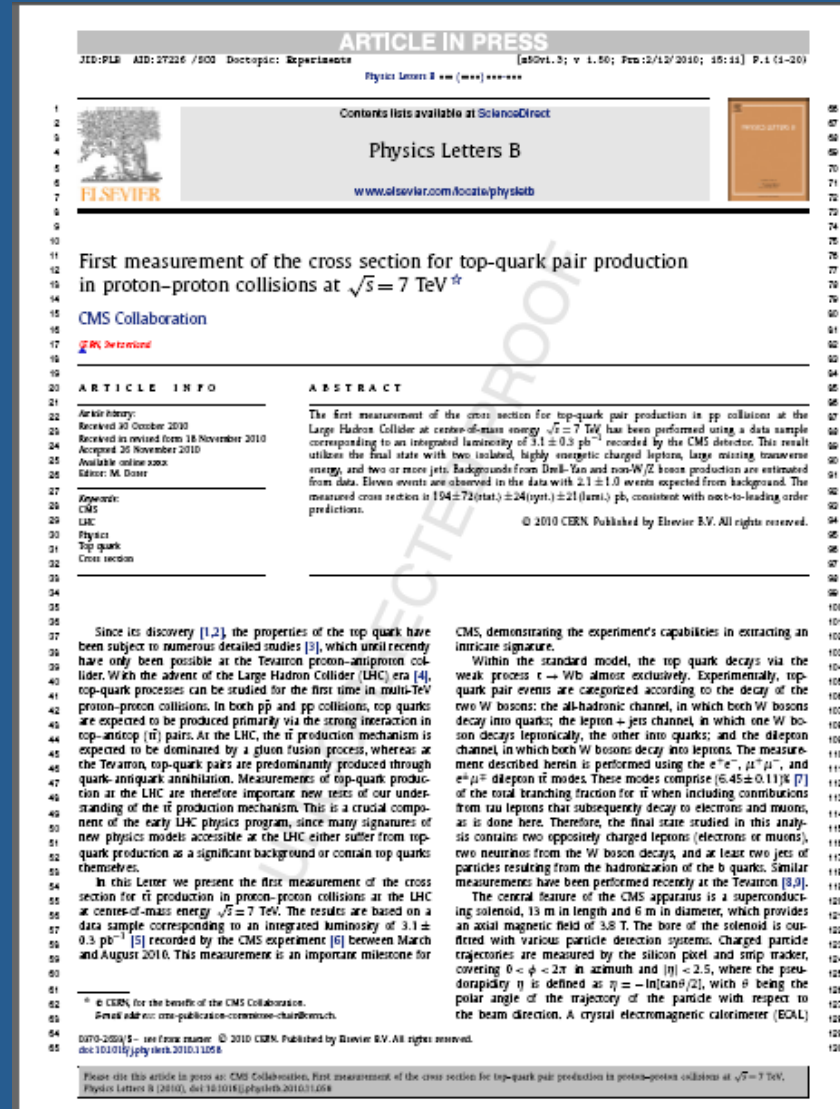 ARTICLE IN PRESS
JID:PLB AID:27226 /SCO Doctopic: Experiments [m5Gv1.3; v 1.50; Prn:2/12/2010; 15:11] P.1 (1-20)
Physics Letters B ••• (••••) •••–•••
Contents lists available at ScienceDirect
Physics Letters B
www.elsevier.com/locate/physletb
ELSEVIER
PHYSICS LETTERS B
First measurement of the cross section for top-quark pair production
in proton–proton collisions at √s = 7 TeV ☆
CMS Collaboration
CERN, Switzerland
ARTICLE INFO
Article history:
Received 30 October 2010
Received in revised form 18 November 2010
Accepted 26 November 2010
Available online xxxx
Editor: M. Doser
Keywords:
CMS
LHC
Physics
Top quark
Cross section
ABSTRACT
The first measurement of the cross section for top-quark pair production in pp collisions at the
Large Hadron Collider at center-of-mass energy √s = 7 TeV has been performed using a data sample
corresponding to an integrated luminosity of 3.1 ± 0.3 pb⁻¹ recorded by the CMS detector. This result
utilizes the final state with two isolated, highly energetic charged leptons, large missing transverse
energy, and two or more jets. Backgrounds from Drell–Yan and non-W/Z boson production are estimated
from data. Eleven events are observed in the data with 2.1 ± 1.0 events expected from background. The
measured cross section is 194 ± 72(stat.) ± 24(syst.) ± 21(lumi.) pb, consistent with next-to-leading order
predictions.
© 2010 CERN. Published by Elsevier B.V. All rights reserved.
Since its discovery [1,2], the properties of the top quark have
been subject to numerous detailed studies [3], which until recently
have only been possible at the Tevatron proton–antiproton col-
lider. With the advent of the Large Hadron Collider (LHC) era [4],
top-quark processes can be studied for the first time in multi-TeV
proton–proton collisions. In both pp̄ and pp collisions, top quarks
are expected to be produced primarily via the strong interaction in
top–antitop (tt̄) pairs. At the LHC, the tt̄ production mechanism is
expected to be dominated by a gluon fusion process, whereas at
the Tevatron, top-quark pairs are predominantly produced through
quark–antiquark annihilation. Measurements of top-quark produc-
tion at the LHC are therefore important new tests of our under-
standing of the tt̄ production mechanism. This is a crucial compo-
nent of the early LHC physics program, since many signatures of
new physics models accessible at the LHC either suffer from top-
quark production as a significant background or contain top quarks
themselves.
In this Letter we present the first measurement of the cross
section for tt̄ production in proton–proton collisions at the LHC
at center-of-mass energy √s = 7 TeV. The results are based on a
data sample corresponding to an integrated luminosity of 3.1 ±
0.3 pb⁻¹ [5] recorded by the CMS experiment [6] between March
and August 2010. This measurement is an important milestone for
☆ © CERN, for the benefit of the CMS Collaboration.
E-mail address: cms-publication-committee-chair@cern.ch.
CMS, demonstrating the experiment's capabilities in extracting an
intricate signature.
Within the standard model, the top quark decays via the
weak process t → Wb almost exclusively. Experimentally, top-
quark pair events are categorized according to the decay of the
two W bosons: the all-hadronic channel, in which both W bosons
decay into quarks; the lepton + jets channel, in which one W bo-
son decays leptonically, the other into quarks; and the dilepton
channel, in which both W bosons decay into leptons. The measure-
ment described herein is performed using the e⁺e⁻, μ⁺μ⁻, and
e±μ∓ dilepton tt̄ modes. These modes comprise (6.45±0.11)% [7]
of the total branching fraction for tt̄ when including contributions
from tau leptons that subsequently decay to electrons and muons,
as is done here. Therefore, the final state studied in this analy-
sis contains two oppositely charged leptons (electrons or muons),
two neutrinos from the W boson decays, and at least two jets of
particles resulting from the hadronization of the b quarks. Similar
measurements have been performed recently at the Tevatron [8,9].
The central feature of the CMS apparatus is a superconduct-
ing solenoid, 13 m in length and 6 m in diameter, which provides
an axial magnetic field of 3.8 T. The bore of the solenoid is out-
fitted with various particle detection systems. Charged particle
trajectories are measured by the silicon pixel and strip tracker,
covering 0 < φ < 2π in azimuth and |η| < 2.5, where the pseu-
dorapidity η is defined as η = −ln[tanθ/2], with θ being the
polar angle of the trajectory of the particle with respect to
the beam direction. A crystal electromagnetic calorimeter (ECAL)
0370-2693/$ – see front matter © 2010 CERN. Published by Elsevier B.V. All rights reserved.
doi:10.1016/j.physletb.2010.11.058
Please cite this article in press as: CMS Collaboration, First measurement of the cross section for top-quark pair production in proton–proton collisions at √s = 7 TeV,
Physics Letters B (2010), doi:10.1016/j.physletb.2010.11.058